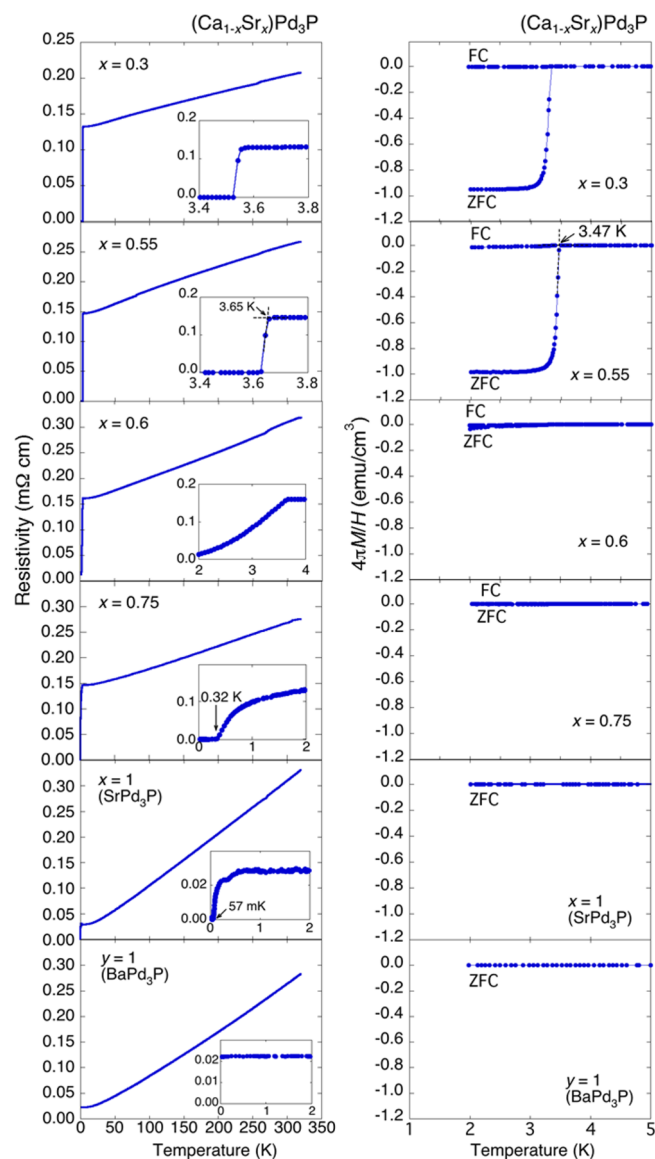 (Ca1-xSrx)Pd3P
x = 0.3
0.20
0.15
0.10
0.05
0.00
0.1
0.0
3.4 3.6 3.8
x = 0.55
0.25
0.20
0.15
0.10
0.05
0.00
0.2
0.1
0.0
3.65 K
3.4 3.6 3.8
x = 0.6
0.30
0.25
0.20
0.15
0.10
0.05
0.00
0.2
0.1
0.0
2 3 4
x = 0.75
0.30
0.25
0.20
0.15
0.10
0.05
0.00
0.1
0.0
0.32 K
0 1 2
x = 1
(SrPd3P)
0.30
0.25
0.20
0.15
0.10
0.05
0.00
0.02
0.00
57 mK
0 1 2
y = 1
(BaPd3P)
0.30
0.25
0.20
0.15
0.10
0.05
0.00
0.02
0.01
0.00
0 1 2
0 50 100 150 200 250 300 350
Temperature (K)
Resistivity (mΩ cm)
(Ca1-xSrx)Pd3P
FC
0.0
-0.2
-0.4
-0.6
-0.8
-1.0
-1.2
x = 0.3
ZFC
FC
3.47 K
0.0
-0.2
-0.4
-0.6
-0.8
-1.0
-1.2
ZFC
x = 0.55
FC
ZFC
0.0
-0.2
-0.4
-0.6
-0.8
-1.0
-1.2
x = 0.6
FC
ZFC
0.0
-0.2
-0.4
-0.6
-0.8
-1.0
-1.2
x = 0.75
0.0
-0.2
-0.4
-0.6
-0.8
-1.0
-1.2
ZFC
x = 1
(SrPd3P)
0.0
-0.2
-0.4
-0.6
-0.8
-1.0
-1.2
ZFC
y = 1
(BaPd3P)
1 2 3 4 5
Temperature (K)
4πM/H (emu/cm3)